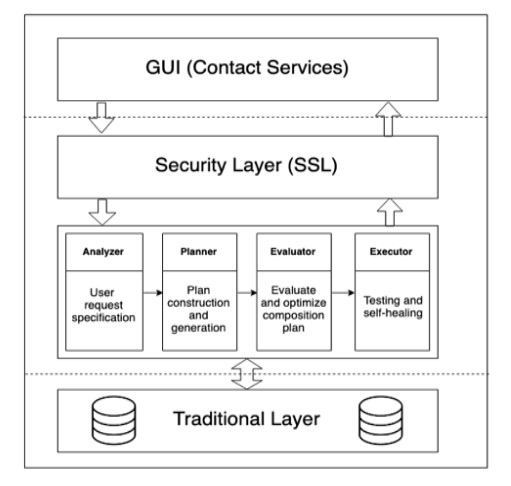 GUI (Contact Services)
Security Layer (SSL)
Analyzer
User
request
specification
Planner
Plan
construction
and
generation
Evaluator
Evaluate
and optimize
composition
plan
Executor
Testing and
self-healing
Traditional Layer